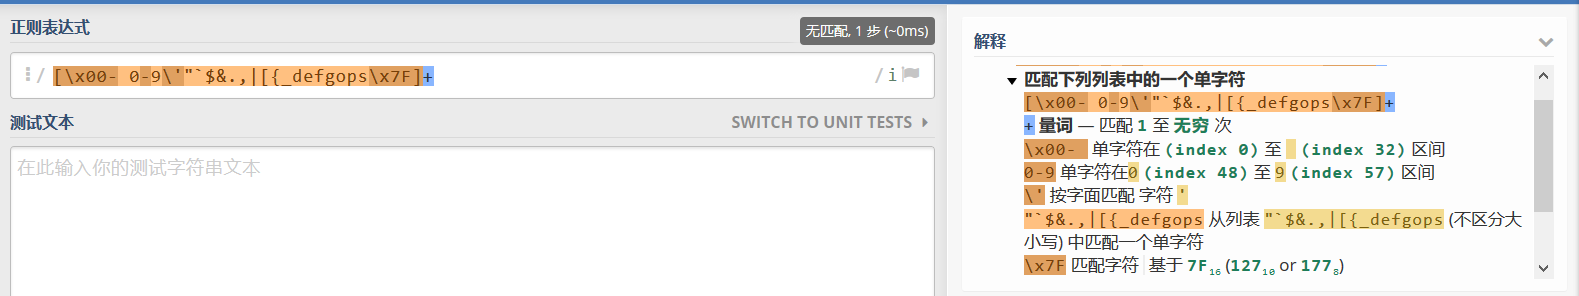 正则表达式
无匹配, 1 步 (~0ms)
/ [\x00- 0-9\'"`$&.,|[{_defgops\x7F]+ / i
测试文本
SWITCH TO UNIT TESTS
在此输入你的测试字符串文本
解释
匹配下列列表中的一个单字符
[\x00- 0-9\'"`$&.,|[{_defgops\x7F]+
+ 量词 — 匹配 1 至 无穷 次
\x00-  单字符在 (index 0) 至   (index 32) 区间
0-9 单字符在0 (index 48) 至 9 (index 57) 区间
\' 按字面匹配 字符 '
"`$&.,|[{_defgops 从列表 "`$&.,|[{_defgops (不区分大
小写) 中匹配一个单字符
\x7F 匹配字符 基于 7F16 (12710 or 1778)